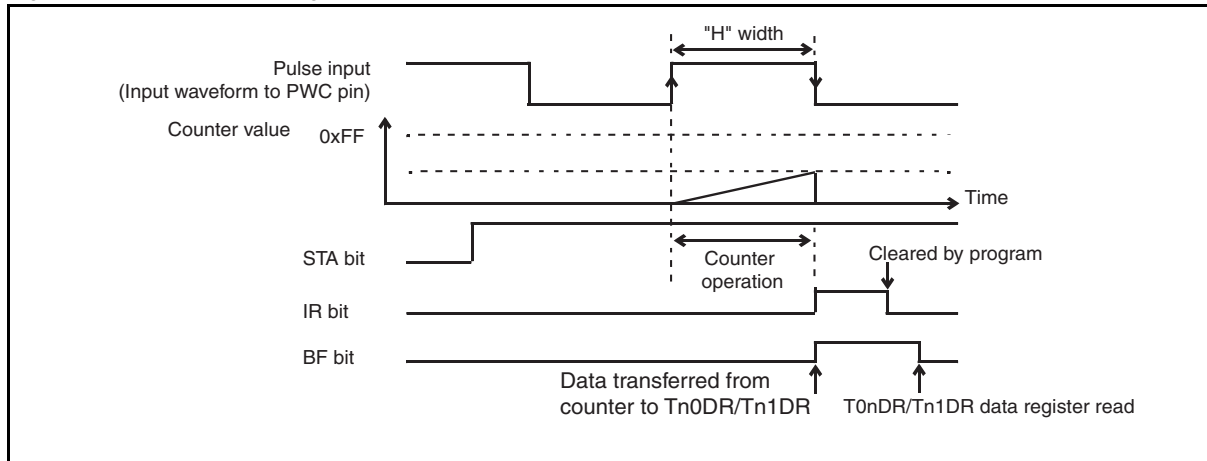 "H" width
Pulse input
(Input waveform to PWC pin)
Counter value
0xFF
Time
STA bit
Counter
operation
Cleared by program
IR bit
BF bit
Data transferred from
counter to Tn0DR/Tn1DR
T0nDR/Tn1DR data register read